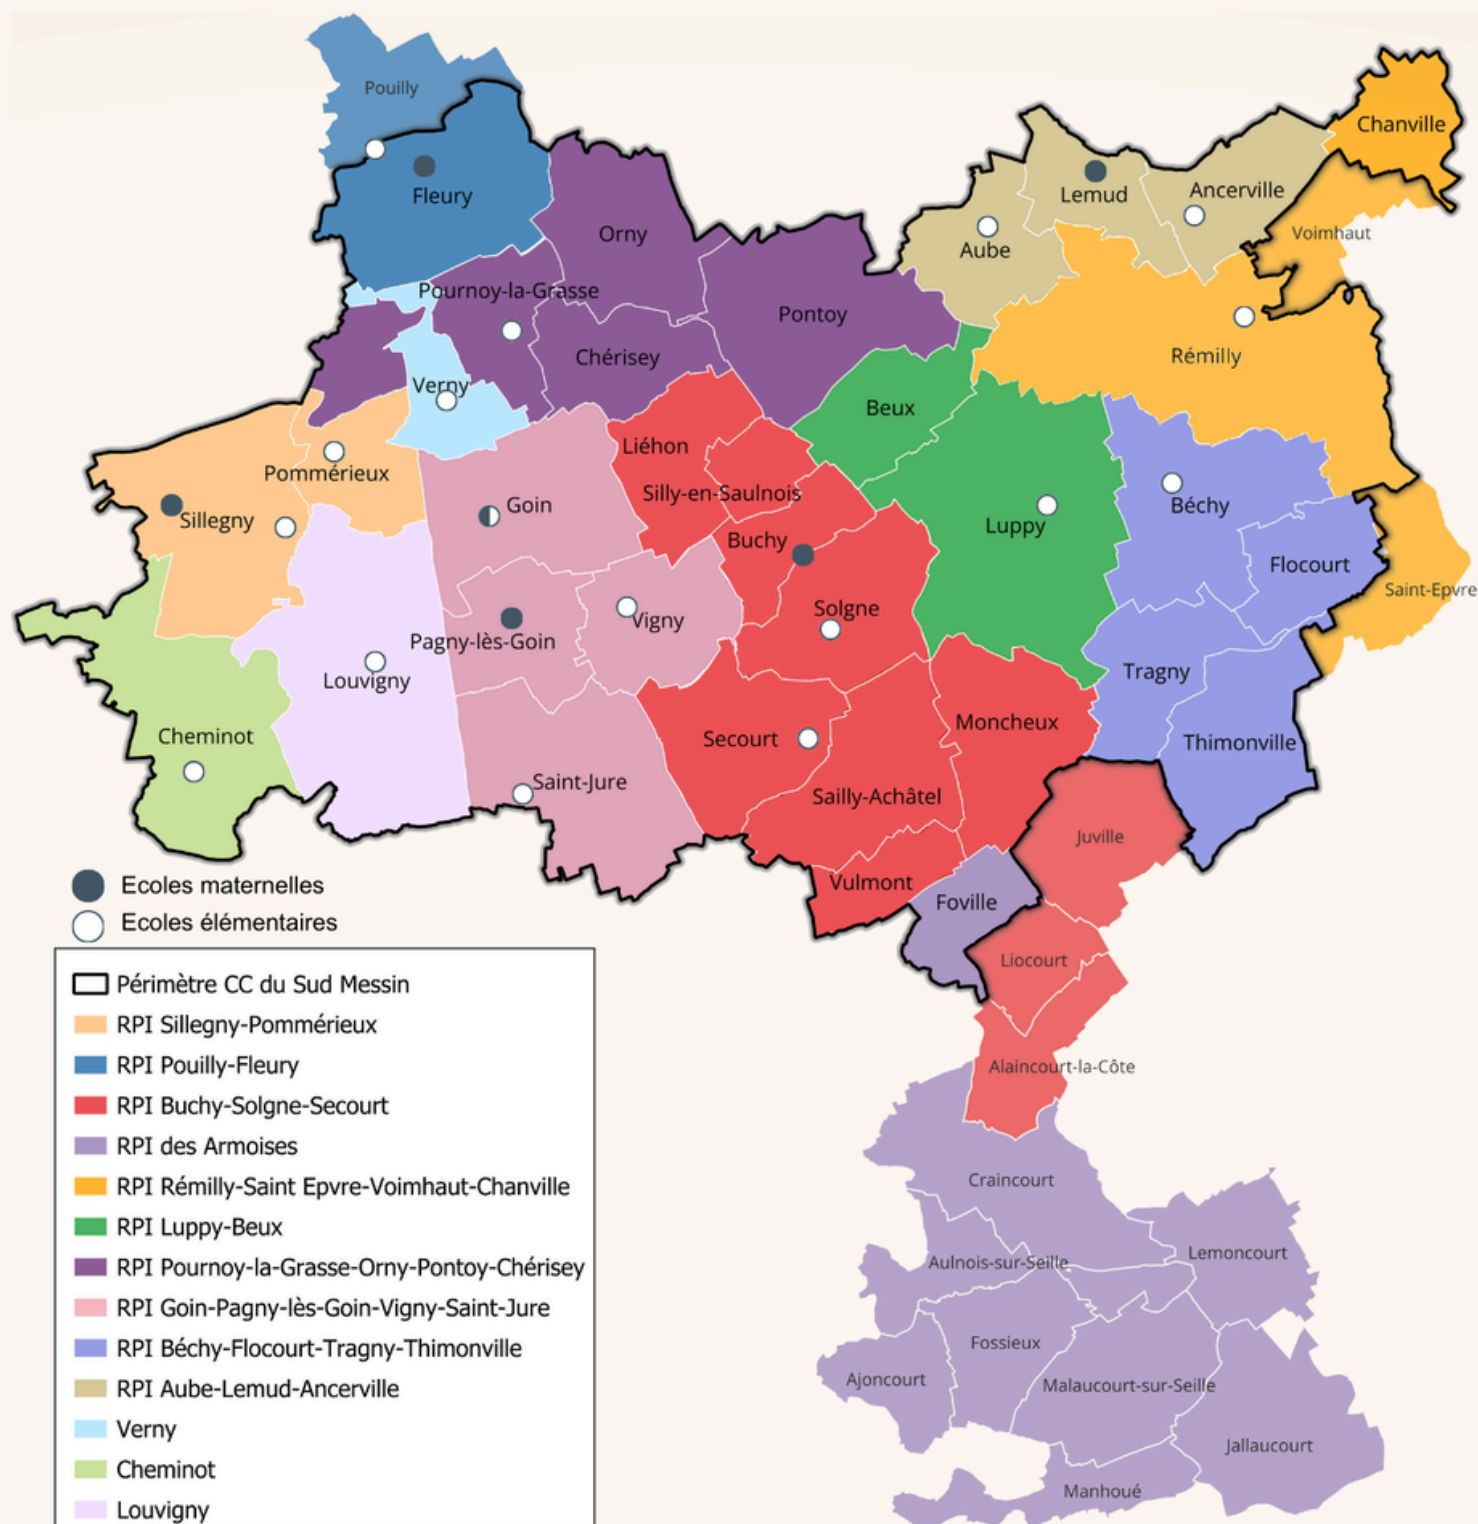 Pouilly
Chanville
Fleury
Lemud
Ancerville
Orny
Aube
Voimhaut
Pournoy-la-Grasse
Pontoy
Chérisey
Rémilly
Verny
Beux
Liéhon
Pommérieux
Silly-en-Saulnois
Goin
Béchy
Sillegny
Luppy
Buchy
Flocourt
Saint-Epvre
Solgne
Vigny
Pagny-lès-Goin
Tragny
Louvigny
Moncheux
Cheminot
Secourt
Thimonville
Saint-Jure
Sailly-Achâtel
Juville
Vulmont
Foville
Liocourt
Alaincourt-la-Côte
Craincourt
Lemoncourt
Aulnois-sur-Seille
Fossieux
Ajoncourt
Malaucourt-sur-Seille
Jallaucourt
Manhoué
Ecoles maternelles
Ecoles élémentaires
Périmètre CC du Sud Messin
RPI Sillegny-Pommérieux
RPI Pouilly-Fleury
RPI Buchy-Solgne-Secourt
RPI des Armoises
RPI Rémilly-Saint Epvre-Voimhaut-Chanville
RPI Luppy-Beux
RPI Pournoy-la-Grasse-Orny-Pontoy-Chérisey
RPI Goin-Pagny-lès-Goin-Vigny-Saint-Jure
RPI Béchy-Flocourt-Tragny-Thimonville
RPI Aube-Lemud-Ancerville
Verny
Cheminot
Louvigny